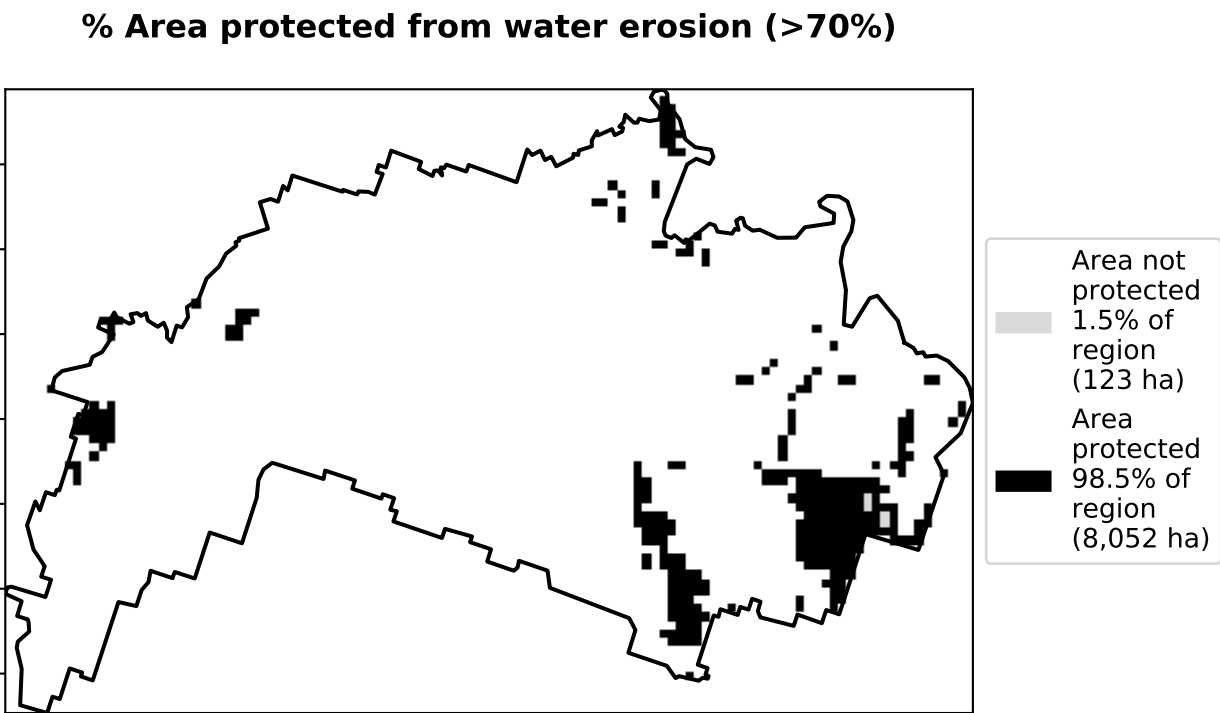 % Area protected from water erosion (>70%)
Area not
protected
1.5% of
region
(123 ha)
Area
protected
98.5% of
region
(8,052 ha)